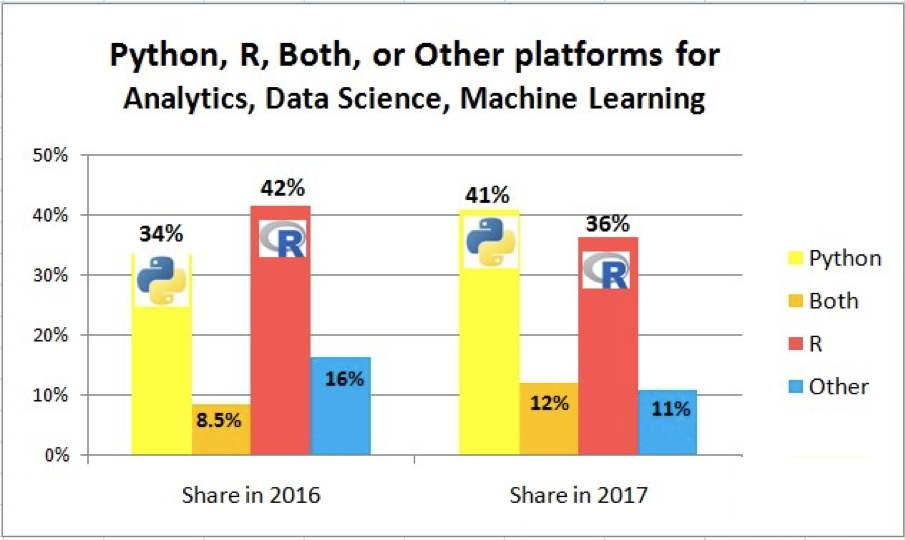 Python, R, Both, or Other platforms for
Analytics, Data Science, Machine Learning
50%
40%
30%
20%
10%
0%
34%
8.5%
42%
R
16%
41%
12%
36%
R
11%
Share in 2016
Share in 2017
Python
Both
R
Other